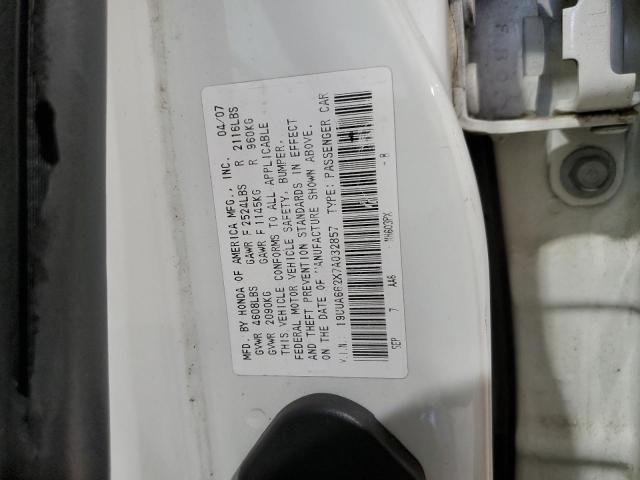 MFD. BY HONDA OF AMERICA MFG., INC. 04/07
GVWR 4608LBS GAWR F 2524LBS R 2116LBS
GVWR 2090KG GAWR F 1145KG R 960KG
THIS VEHICLE CONFORMS TO ALL APPLICABLE
FEDERAL MOTOR VEHICLE SAFETY, BUMPER,
AND THEFT PREVENTION STANDARDS IN EFFECT
ON THE DATE OF MANUFACTURE SHOWN ABOVE.
V.I.N. 19UUA662X7A032857 TYPE: PASSENGER CAR
SEP 7 AA6 - R